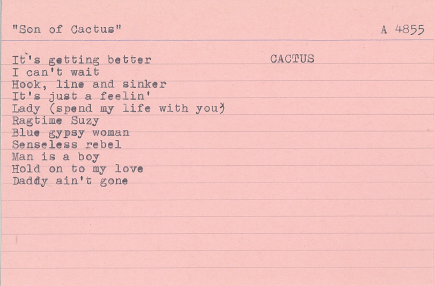 "Son of Cactus" A 4855
It's getting better CACTUS
I can't wait
Hook, line and sinker
It's just a feelin'
Lady (spend my life with you)
Ragtime Suzy
Blue gypsy woman
Senseless rebel
Man is a boy
Hold on to my love
Daddy ain't gone